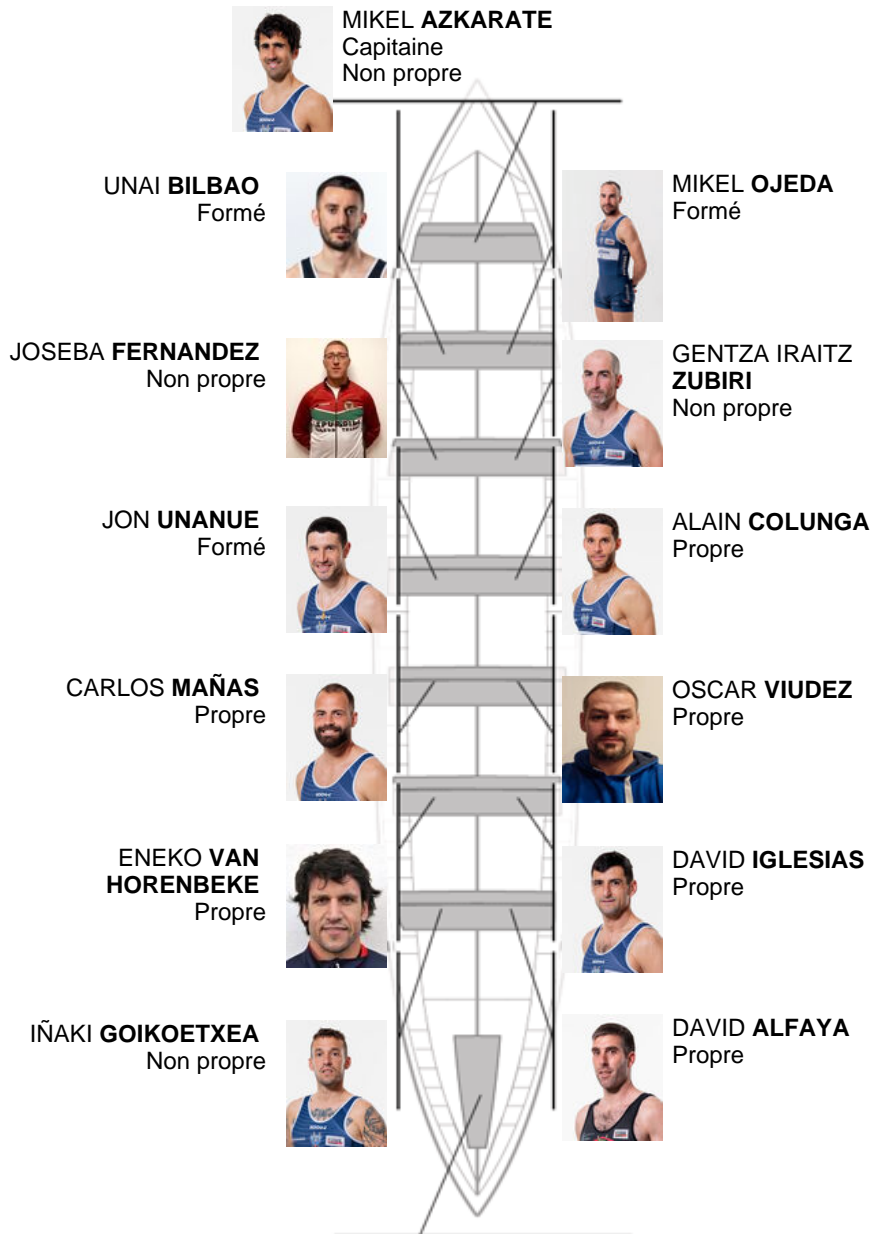 MIKEL AZKARATE
Capitaine
Non propre
UNAI BILBAO
Formé
MIKEL OJEDA
Formé
JOSEBA FERNANDEZ
Non propre
GENTZA IRAITZ
ZUBIRI
Non propre
JON UNANUE
Formé
ALAIN COLUNGA
Propre
CARLOS MAÑAS
Propre
OSCAR VIUDEZ
Propre
ENEKO VAN
HORENBEKE
Propre
DAVID IGLESIAS
Propre
IÑAKI GOIKOETXEA
Non propre
DAVID ALFAYA
Propre